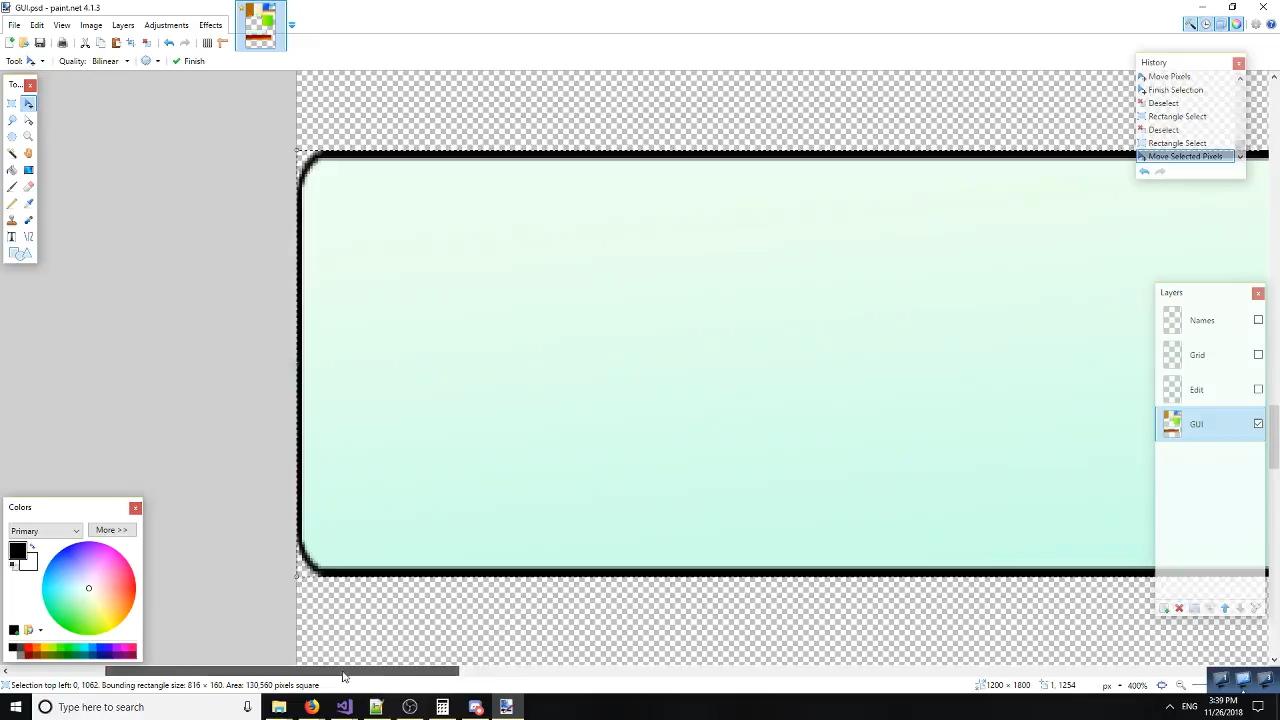 GUI.psd - paint.net 4.1.3
File Edit View Image Layers Adjustments Effects
Tool: Quality: Bilinear Finish
To...
History
Move Pixels
Finish Selection
Deselect
Rectangle Select
Deselect
Rectangle Select
Move Selected Pixels
Layers
Names
Grid
Edit
GUI
Colors
Primary More >>
Selection top left: 0, 1062. Bounding rectangle size: 816 × 160. Area: 130,560 pixels square
1200 × 1800 1, 1254 px 400%
Type here to search
ENG
3:39 PM
11/26/2018